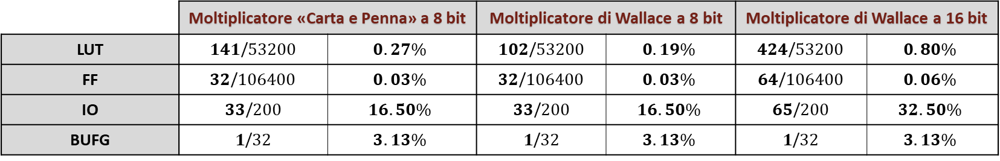 Moltiplicatore «Carta e Penna» a 8 bit Moltiplicatore di Wallace a 8 bit Moltiplicatore di Wallace a 16 bit
LUT 141/53200 0.27% 102/53200 0.19% 424/53200 0.80%
FF 32/106400 0.03% 32/106400 0.03% 64/106400 0.06%
IO 33/200 16.50% 33/200 16.50% 65/200 32.50%
BUFG 1/32 3.13% 1/32 3.13% 1/32 3.13%